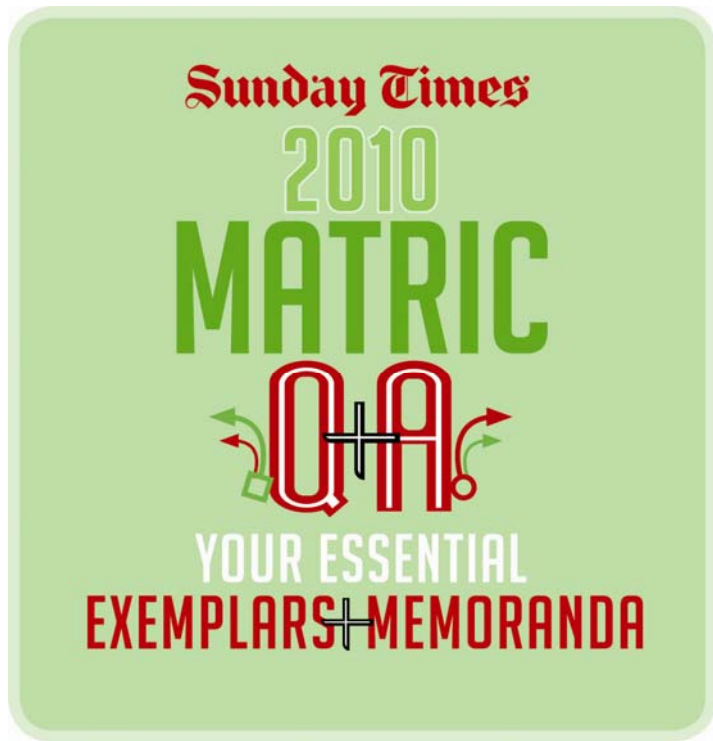 Sunday Times
2010
MATRIC
Q+A
YOUR ESSENTIAL
EXEMPLARS+MEMORANDA